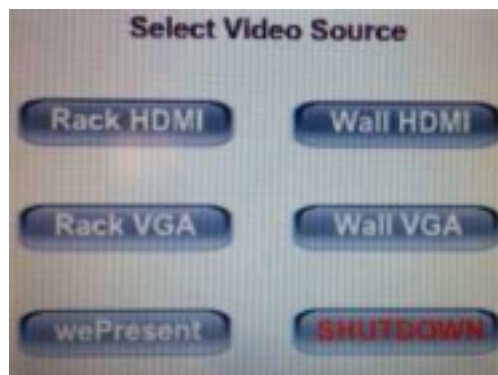 Select Video Source
Rack HDMI
Wall HDMI
Rack VGA
Wall VGA
wePresent
SHUTDOWN